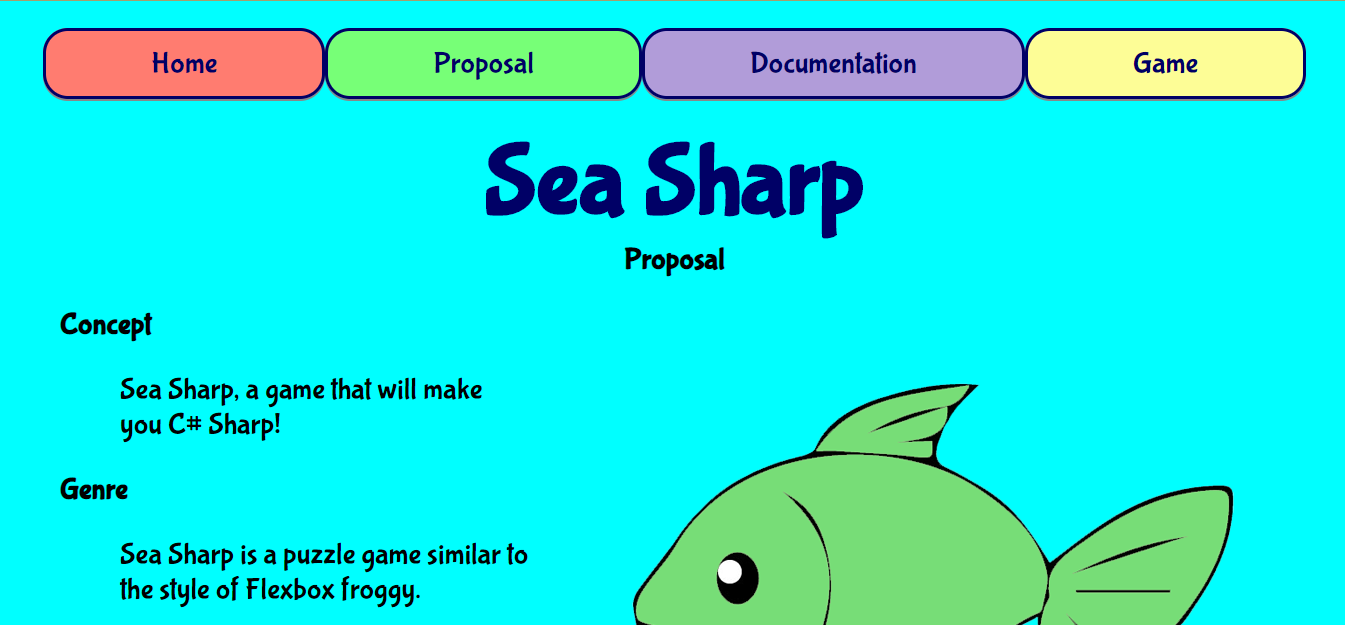 Home Proposal Documentation Game
Sea Sharp
Proposal
Concept
Sea Sharp, a game that will make
you C# Sharp!
Genre
Sea Sharp is a puzzle game similar to
the style of Flexbox froggy.